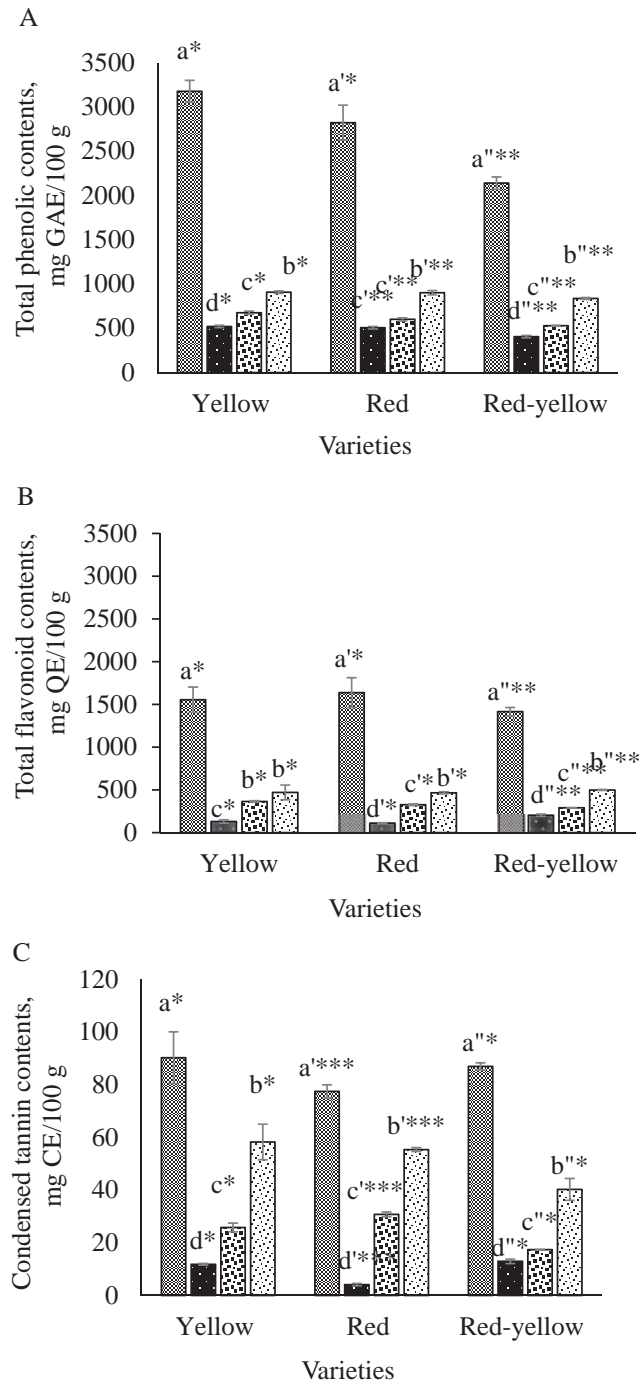 A
Total phenolic contents,
mg GAE/100 g
3500
3000
2500
2000
1500
1000
500
0
a* d* c* b*
a'* c'** c'** b'**
a"** d"** c"** b"**
Yellow Red Red-yellow
Varieties
B
Total flavonoid contents,
mg QE/100 g
3500
3000
2500
2000
1500
1000
500
0
a* c* b* b*
a'* d'* c'* b'*
a"** d"** c"** b"**
Yellow Red Red-yellow
Varieties
C
Condensed tannin contents,
mg CE/100 g
120
100
80
60
40
20
0
a* d* c* b*
a'*** d'*** c'*** b'***
a"* d"* c"* b"*
Yellow Red Red-yellow
Varieties